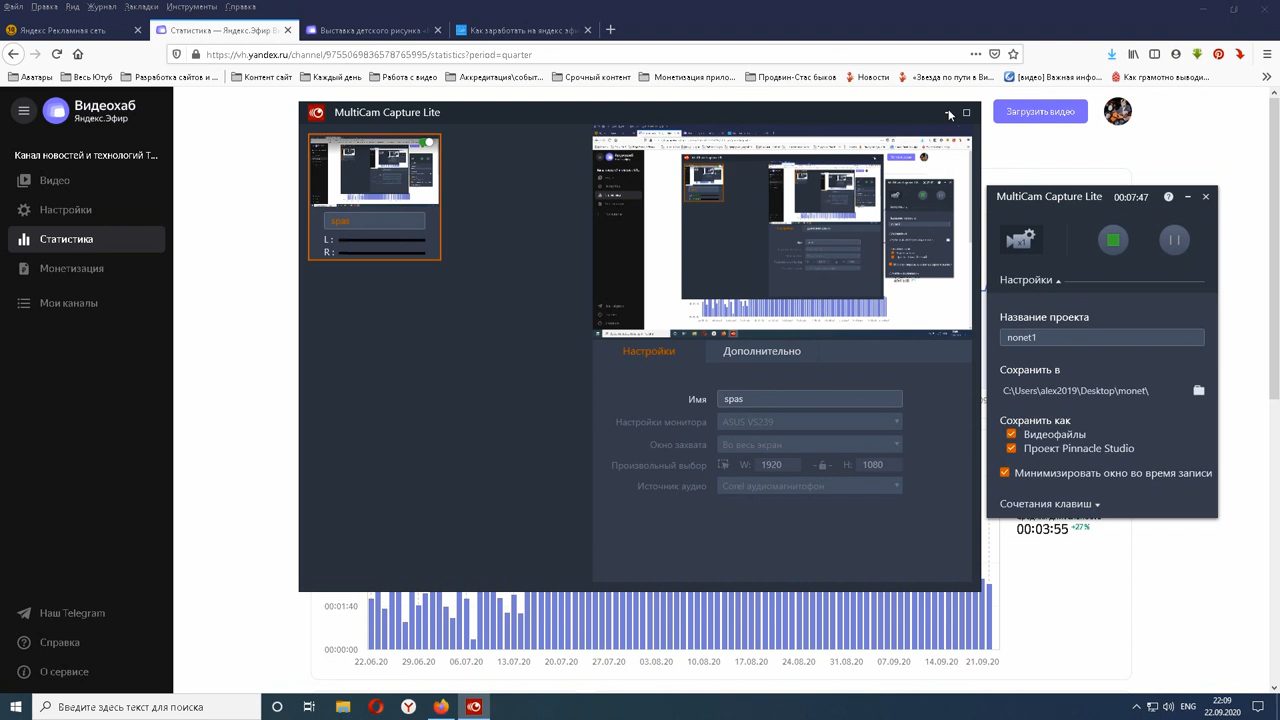 Файл Правка Вид Журнал Закладки Инструменты Справка
Яндекс Рекламная сеть
Статистика — Яндекс.Эфир В
Выставка детского рисунка «
Как заработать на яндекс эфи
https://vh.yandex.ru/channel/9755069836578765995/statistics?period=quarter
Аватары
Весь Ютуб
Разработка сайтов и ...
Контент сайт
Каждый день
Работа с видео
Аккредитация\событ...
Срочный контент
Монетизация прило...
Продвин-Стас быков
Новости
«Звезда по пути в Ви...
[видео] Важная инфо...
Как грамотно выводи...
Видеохаб
Яндекс.Эфир
Канал новостей и технологий Т...
Видео
Настройки
Статистика
Монетизация
Мои каналы
Наш Telegram
Справка
О сервисе
Загрузить видео
MultiCam Capture Lite
spas
L :
R :
Настройки
Дополнительно
Имя
spas
Настройки монитора
ASUS VS239
Окно захвата
Во весь экран
Произвольный выбор
W: 1920
H: 1080
Источник аудио
Corel аудиомагнитофон
MultiCam Capture Lite 00:07:47
Настройки
Название проекта
nonet1
Сохранить в
C:\Users\alex2019\Desktop\monet\
Сохранить как
Видеофайлы
Проект Pinnacle Studio
Минимизировать окно во время записи
Сочетания клавиш
00:03:55 +27%
00:01:40
00:00:00
22.06.20 29.06.20 06.07.20 13.07.20 20.07.20 27.07.20 03.08.20 10.08.20 17.08.20 24.08.20 31.08.20 07.09.20 14.09.20 21.09.20
Введите здесь текст для поиска
ENG
22:09
22.09.2020